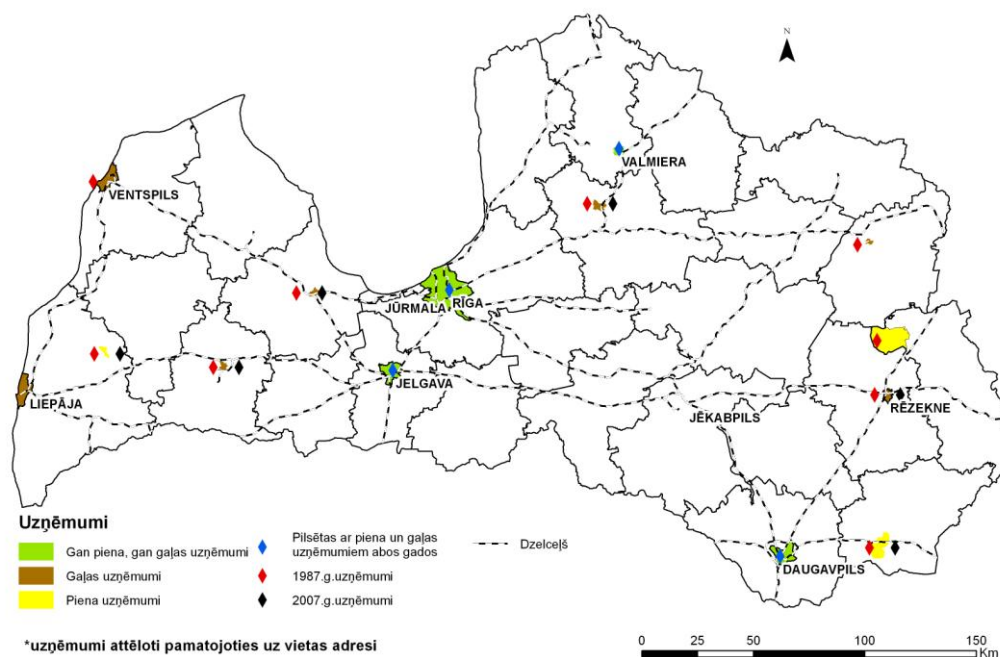 N
VALMIERA
VENTSPILS
JŪRMALA
RĪGA
LIEPĀJA
JELGAVA
JĒKABPILS
RĒZEKNE
DAUGAVPILS
Uzņēmumi
Gan piena, gan gaļas uzņēmumi
Gaļas uzņēmumi
Piena uzņēmumi
Pilsētas ar piena un gaļas
uzņēmumiem abos gados
1987.g.uzņēmumi
2007.g.uzņēmumi
Dzelceļš
*uzņēmumi attēloti pamatojoties uz vietas adresi
0 25 50 100 150
Km